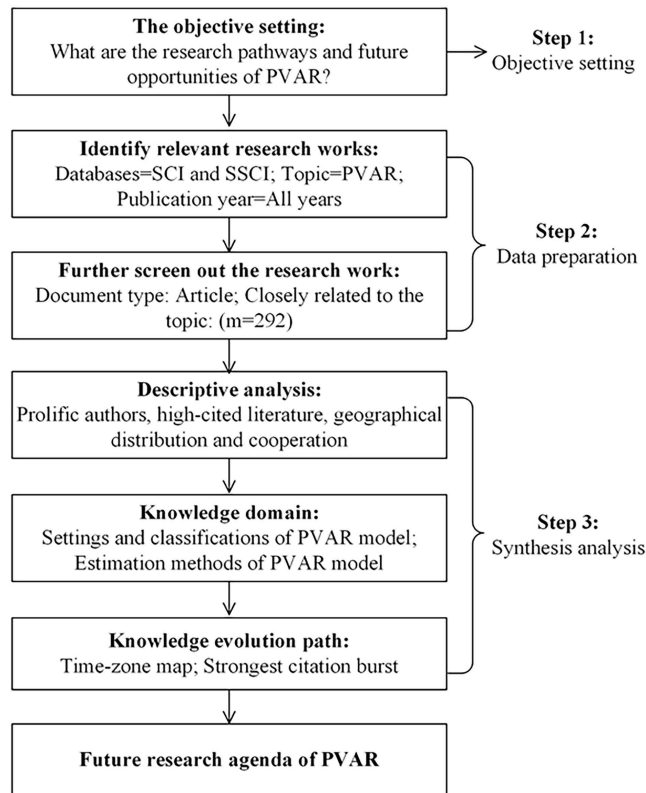 The objective setting:
What are the research pathways and future
opportunities of PVAR?
Step 1:
Objective setting
Identify relevant research works:
Databases=SCI and SSCI; Topic=PVAR;
Publication year=All years
Further screen out the research work:
Document type: Article; Closely related to the
topic: (m=292)
Step 2:
Data preparation
Descriptive analysis:
Prolific authors, high-cited literature, geographical
distribution and cooperation
Knowledge domain:
Settings and classifications of PVAR model;
Estimation methods of PVAR model
Knowledge evolution path:
Time-zone map; Strongest citation burst
Step 3:
Synthesis analysis
Future research agenda of PVAR